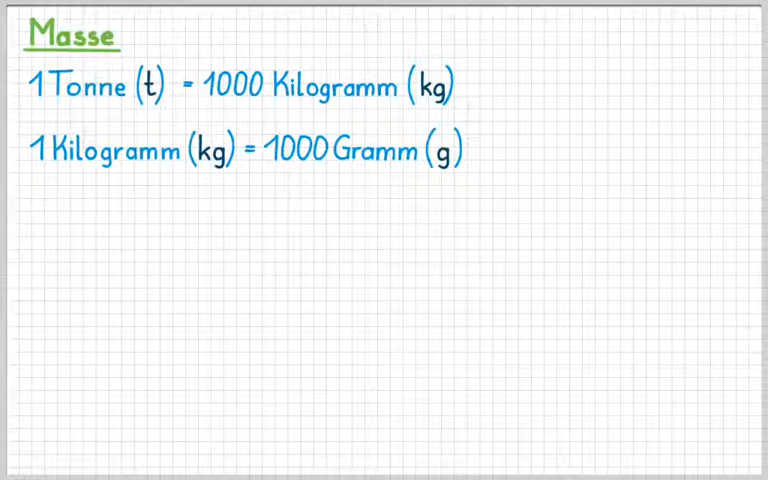 Masse
1 Tonne (t) = 1000 Kilogramm (kg)
1 Kilogramm (kg) = 1000 Gramm (g)